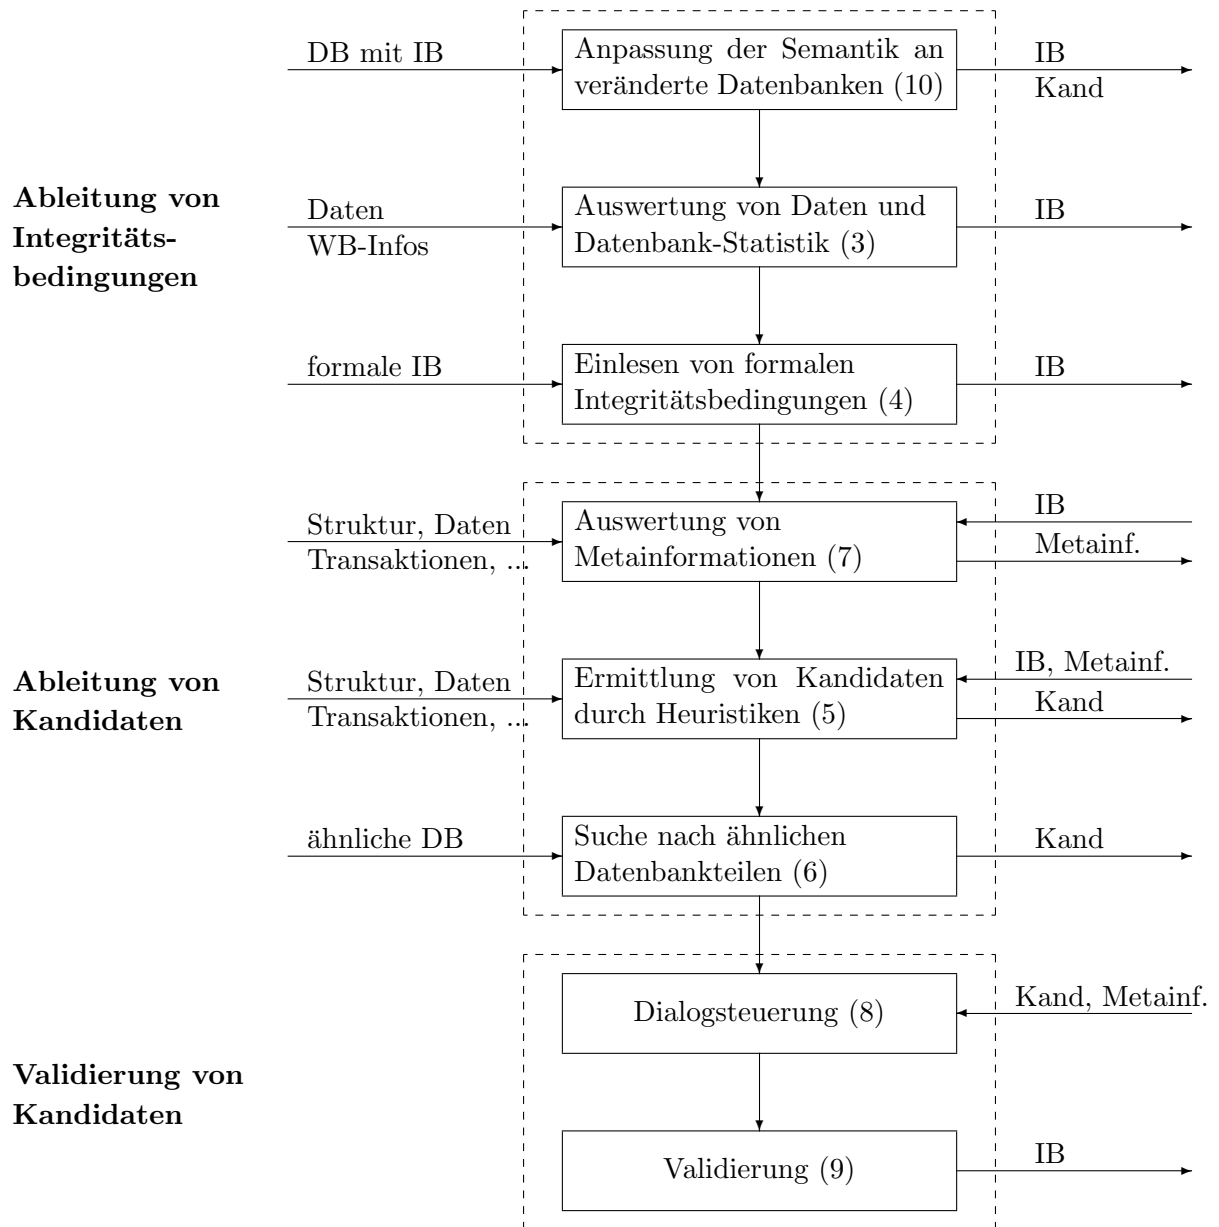 DB mit IB
Anpassung der Semantik an
veränderte Datenbanken (10)
IB
Kand
Ableitung von
Integritäts-
bedingungen
Daten
WB-Infos
Auswertung von Daten und
Datenbank-Statistik (3)
IB
formale IB
Einlesen von formalen
Integritätsbedingungen (4)
IB
Struktur, Daten
Transaktionen, ...
Auswertung von
Metainformationen (7)
IB
Metainf.
Ableitung von
Kandidaten
Struktur, Daten
Transaktionen, ...
Ermittlung von Kandidaten
durch Heuristiken (5)
IB, Metainf.
Kand
ähnliche DB
Suche nach ähnlichen
Datenbankteilen (6)
Kand
Validierung von
Kandidaten
Dialogsteuerung (8)
Kand, Metainf.
Validierung (9)
IB